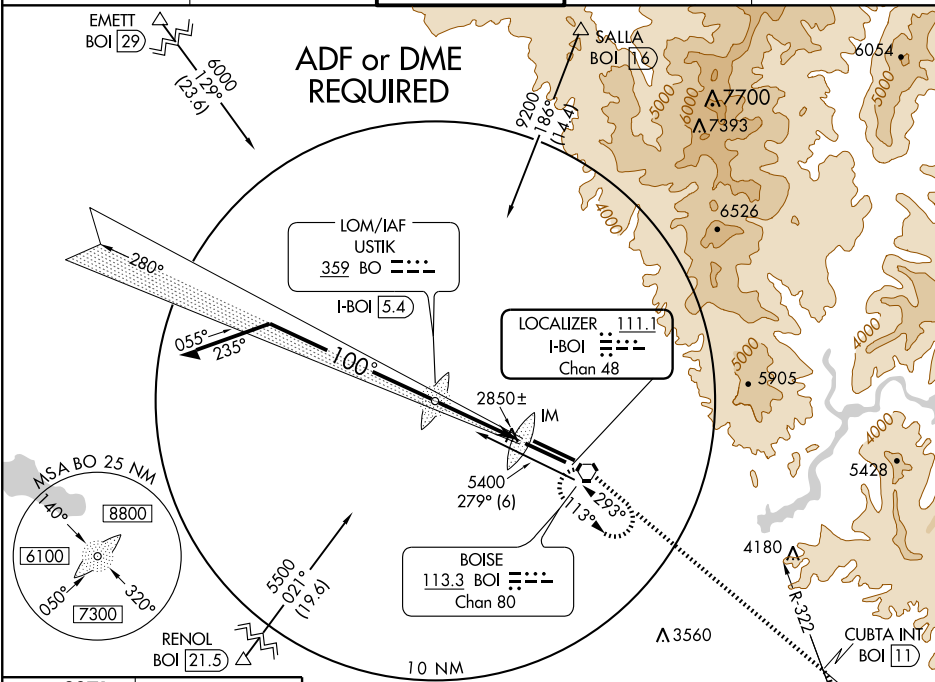 EMETT
BOI 29
6000
129°
(23.6)
ADF or DME
REQUIRED
SALLA
BOI 16
9200
186°
(14.4)
6054
5000
5000
6000
7700
7393
4000
6526
LOM/IAF
USTIK
359 BO
I-BOI 5.4
280°
055°
235°
100°
LOCALIZER 111.1
I-BOI
Chan 48
2850±
IM
5000
5905
4000
4000
5428
5400
279° (6)
293°
113°
MSA BO 25 NM
140°
8800
6100
050°
7300
320°
5500
021°
(19.6)
BOISE
113.3 BOI
Chan 80
4180
R-322
3560
RENOL
BOI 21.5
10 NM
CUBTA INT
BOI 11